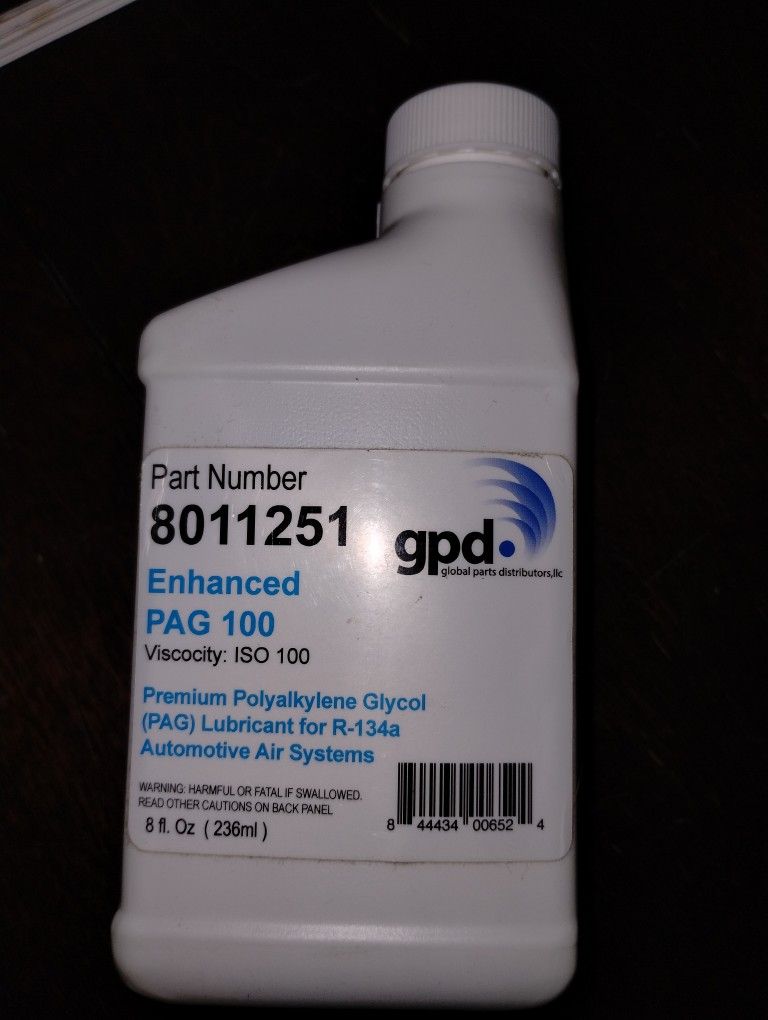 Part Number
8011251
gpd
global parts distributors,llc
Enhanced
PAG 100
Viscocity: ISO 100
Premium Polyalkylene Glycol
(PAG) Lubricant for R-134a
Automotive Air Systems
WARNING: HARMFUL OR FATAL IF SWALLOWED.
READ OTHER CAUTIONS ON BACK PANEL
8 fl. Oz ( 236ml )
8 44434 00652 4